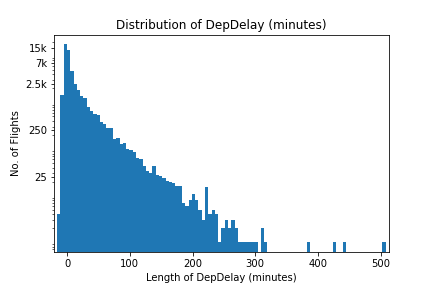 Distribution of DepDelay (minutes)
15k
7k
2.5k
250
25
No. of Flights
0 100 200 300 400 500
Length of DepDelay (minutes)